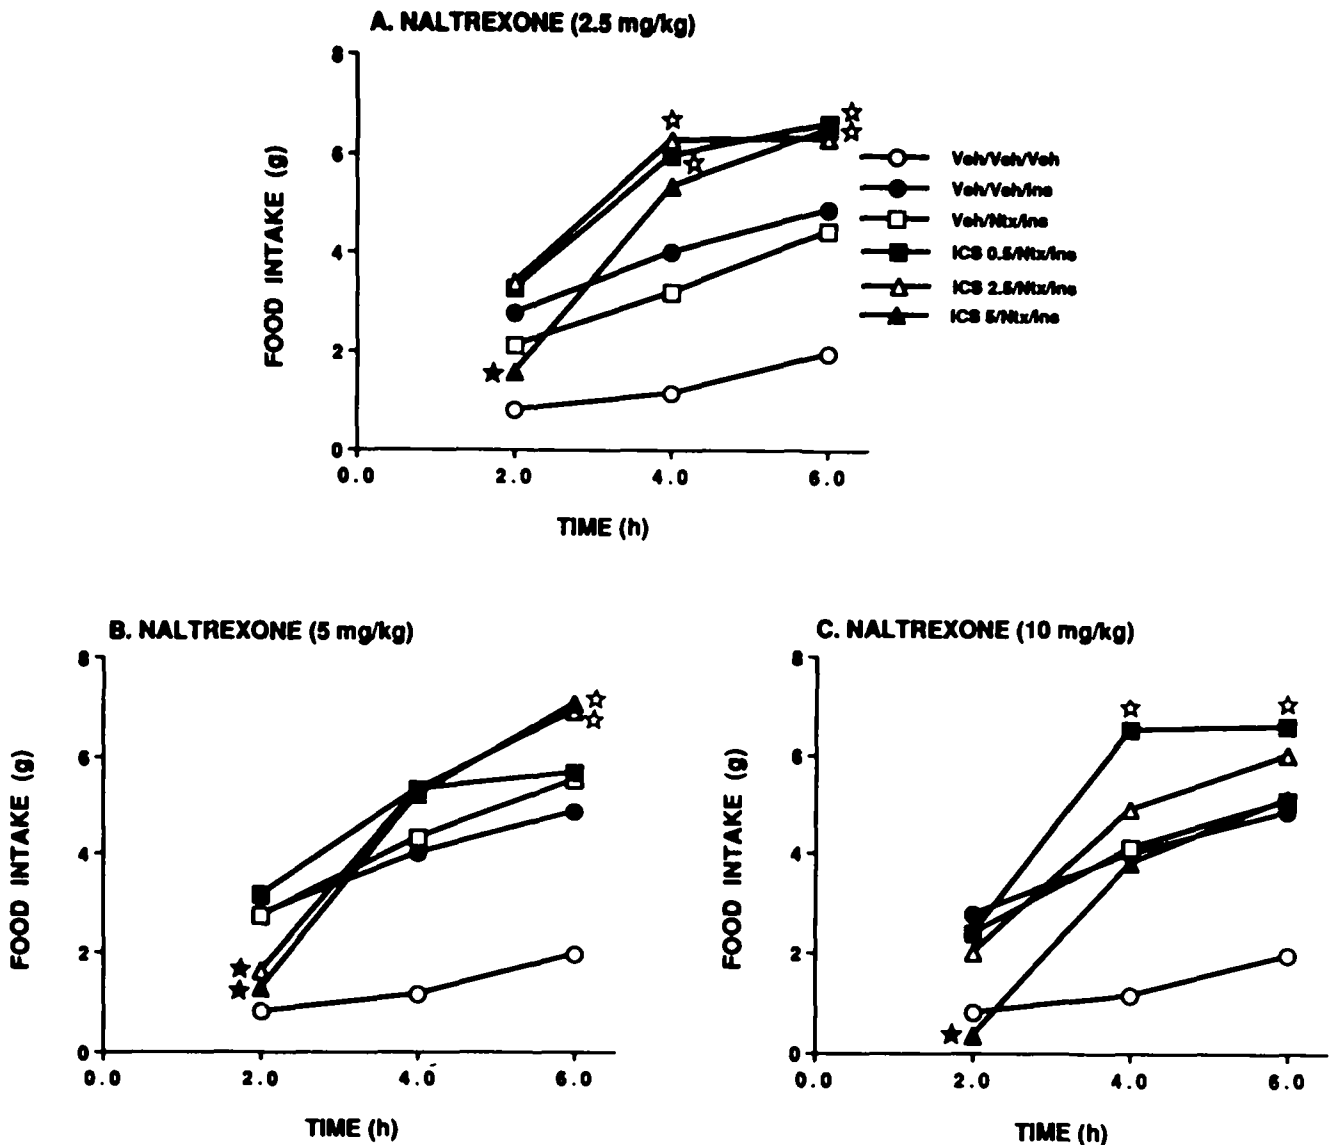 A. NALTREXONE (2.5 mg/kg)
8
6
4
2
0
FOOD INTAKE (g)
0.0 2.0 4.0 6.0
TIME (h)
Veh/Veh/Veh
Veh/Veh/Ins
Veh/Ntx/Ins
ICS 0.5/Ntx/Ins
ICS 2.5/Ntx/Ins
ICS 5/Ntx/Ins
B. NALTREXONE (5 mg/kg)
8
6
4
2
0
FOOD INTAKE (g)
0.0 2.0 4.0 6.0
TIME (h)
C. NALTREXONE (10 mg/kg)
8
6
4
2
0
FOOD INTAKE (g)
0.0 2.0 4.0 6.0
TIME (h)